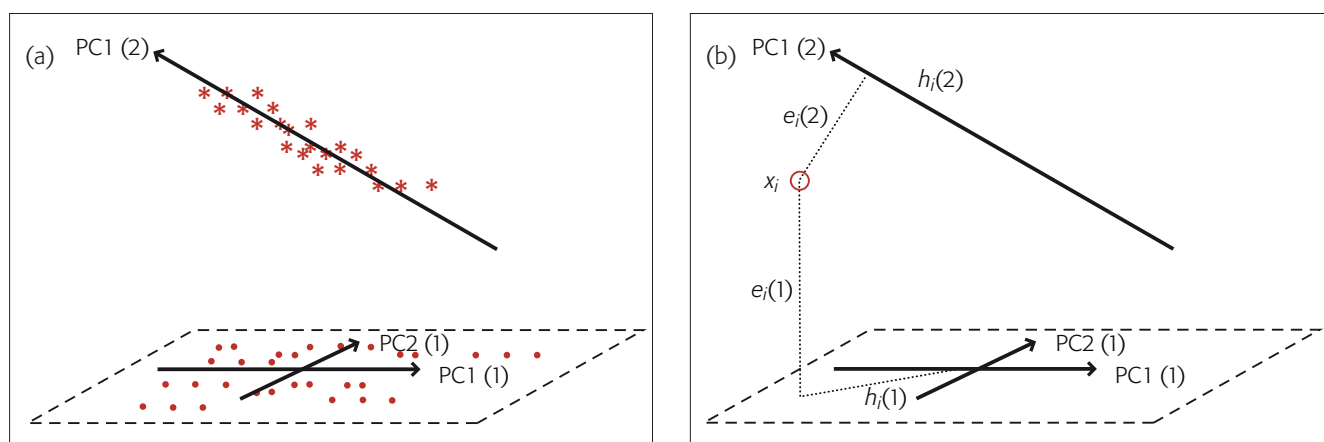 (a)
PC1 (2)
PC2 (1)
PC1 (1)
(b)
PC1 (2)
hᵢ(2)
eᵢ(2)
xᵢ
eᵢ(1)
PC2 (1)
PC1 (1)
hᵢ(1)